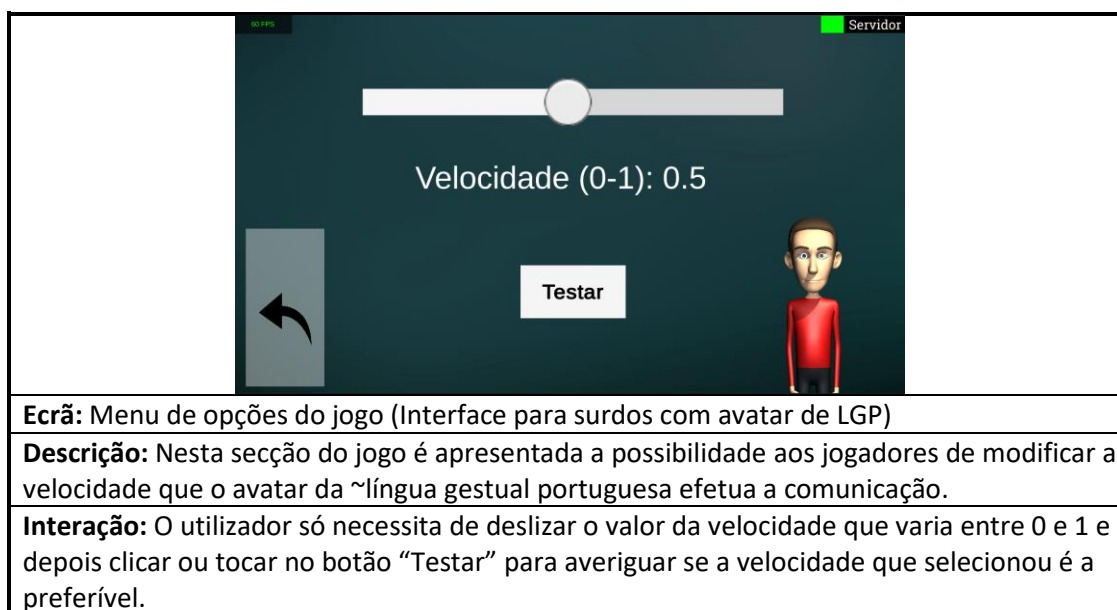 60 FPS
Servidor
Velocidade (0-1): 0.5
Testar
Ecrã: Menu de opções do jogo (Interface para surdos com avatar de LGP)
Descrição: Nesta secção do jogo é apresentada a possibilidade aos jogadores de modificar a
velocidade que o avatar da ~língua gestual portuguesa efetua a comunicação.
Interação: O utilizador só necessita de deslizar o valor da velocidade que varia entre 0 e 1 e
depois clicar ou tocar no botão “Testar” para averiguar se a velocidade que selecionou é a
preferível.